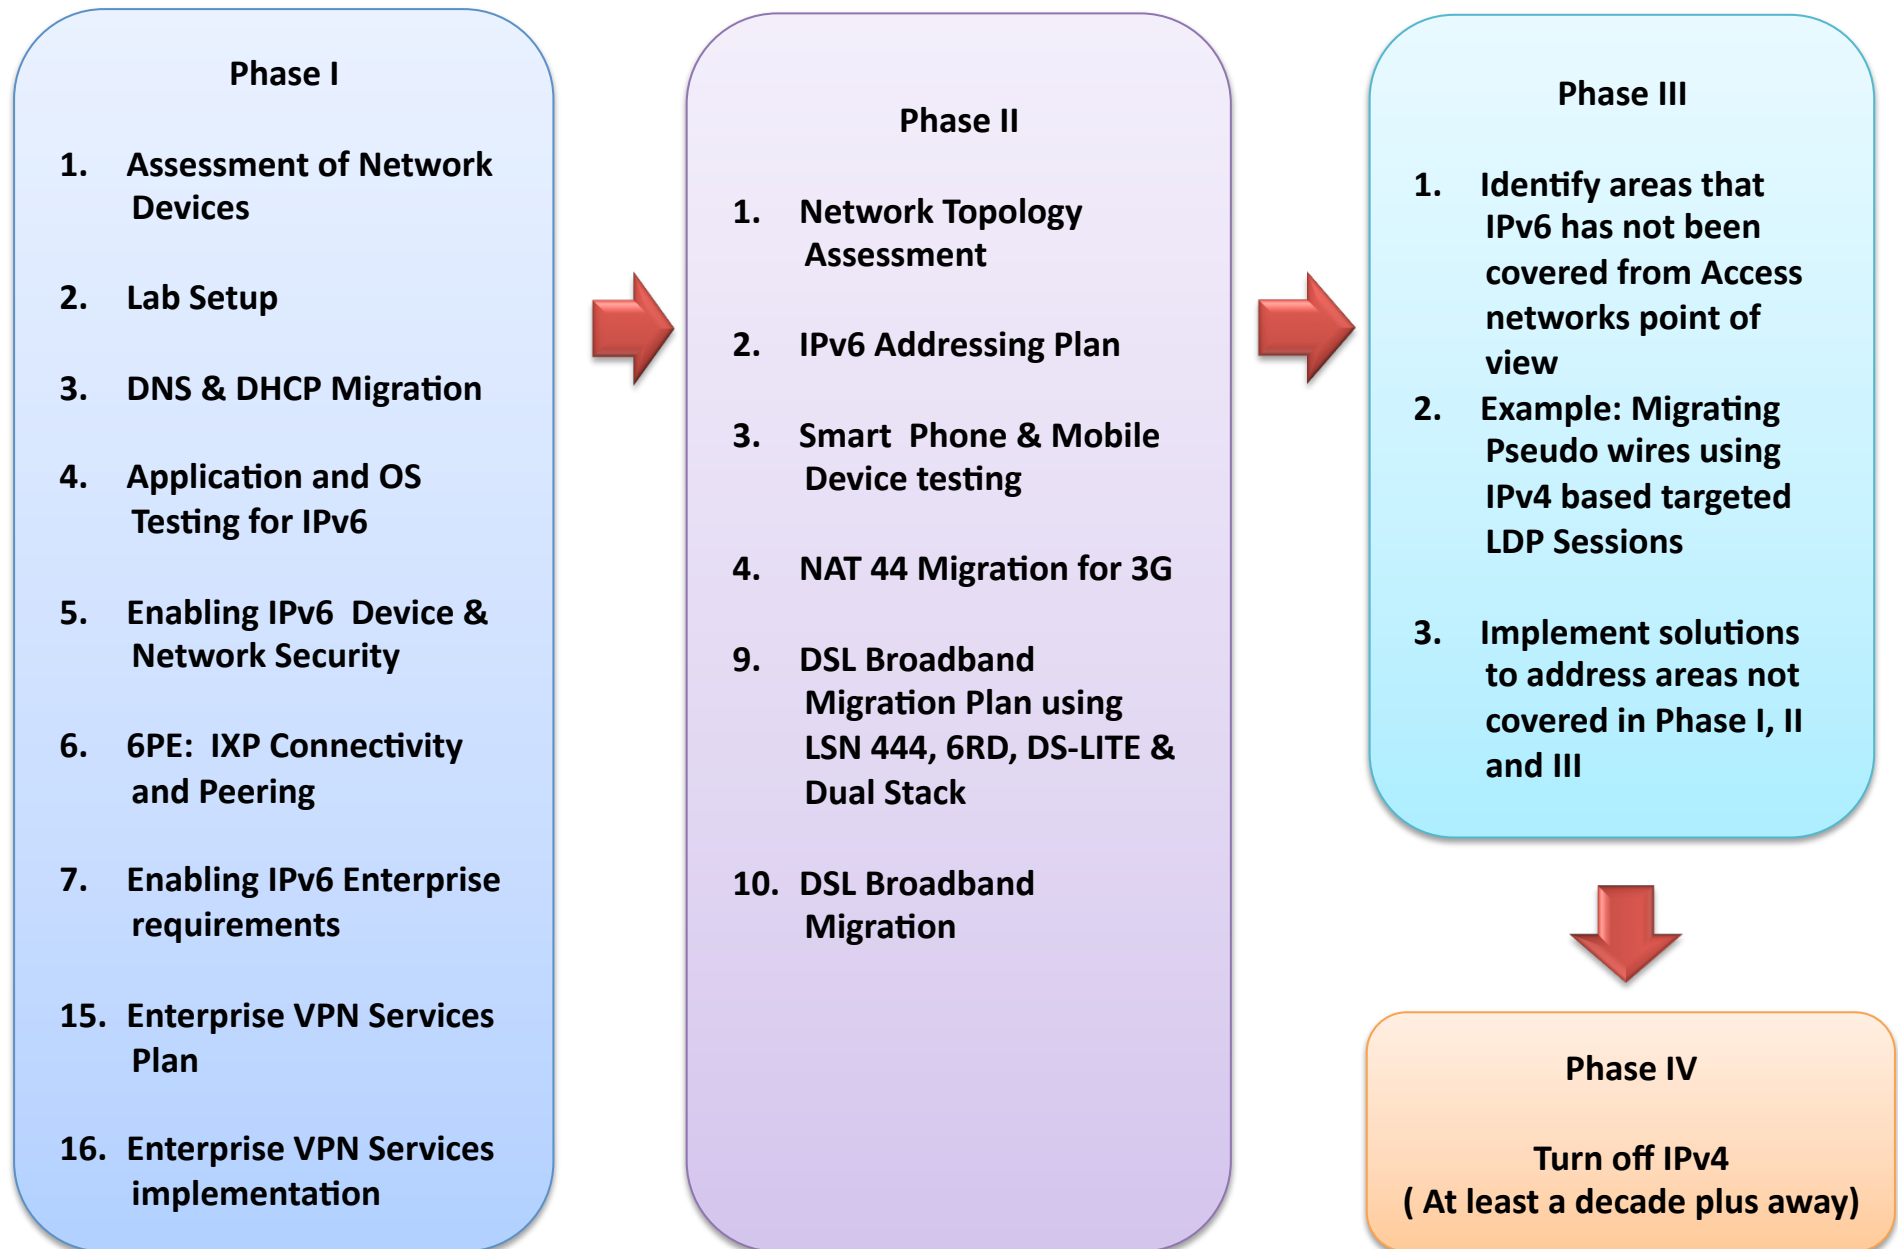 Phase I
1. Assessment of Network
Devices
2. Lab Setup
3. DNS & DHCP Migration
4. Application and OS
Testing for IPv6
5. Enabling IPv6 Device &
Network Security
6. 6PE: IXP Connectivity
and Peering
7. Enabling IPv6 Enterprise
requirements
15. Enterprise VPN Services
Plan
16. Enterprise VPN Services
implementation
Phase II
1. Network Topology
Assessment
2. IPv6 Addressing Plan
3. Smart Phone & Mobile
Device testing
4. NAT 44 Migration for 3G
9. DSL Broadband
Migration Plan using
LSN 444, 6RD, DS-LITE &
Dual Stack
10. DSL Broadband
Migration
Phase III
1. Identify areas that
IPv6 has not been
covered from Access
networks point of
view
2. Example: Migrating
Pseudo wires using
IPv4 based targeted
LDP Sessions
3. Implement solutions
to address areas not
covered in Phase I, II
and III
Phase IV
Turn off IPv4
( At least a decade plus away)